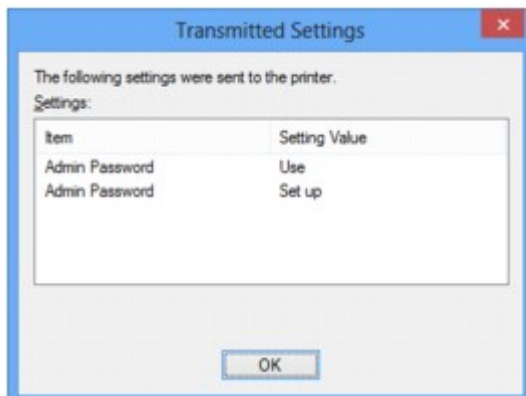 Transmitted Settings
The following settings were sent to the printer.
Settings:
Item Setting Value
Admin Password Use
Admin Password Set up
OK